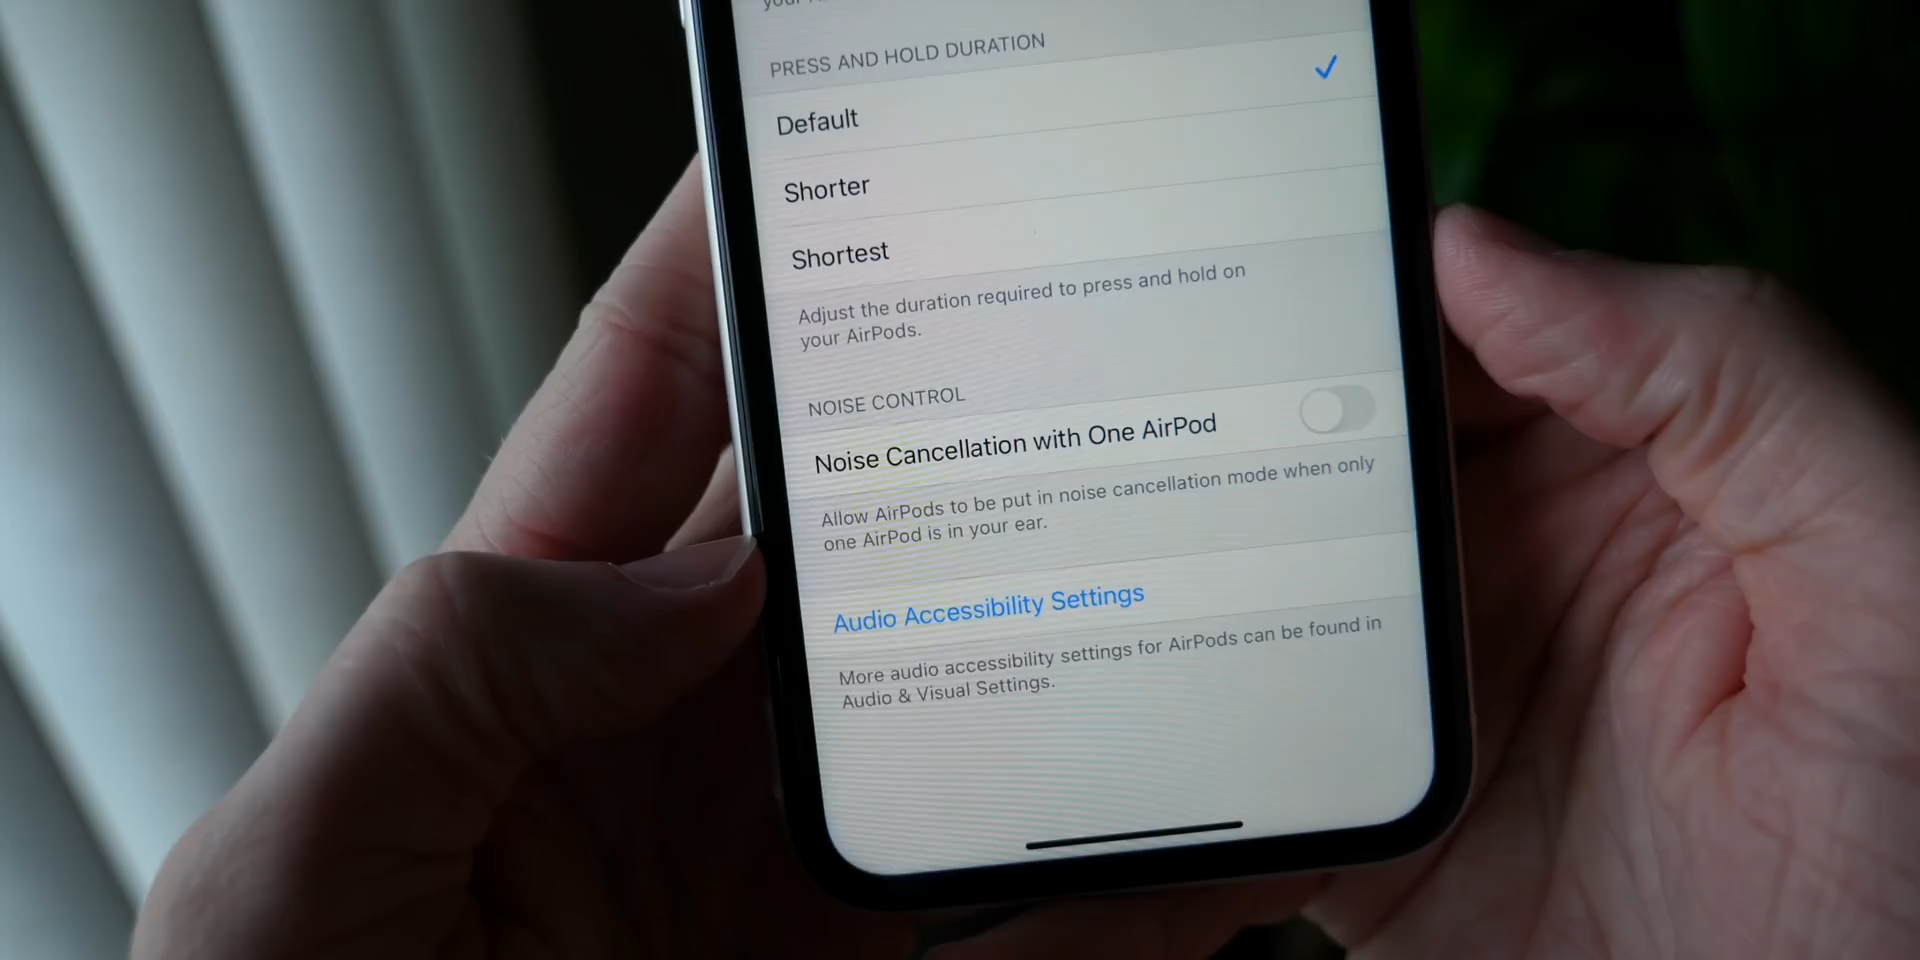 PRESS AND HOLD DURATION
Default
Shorter
Shortest
Adjust the duration required to press and hold on
your AirPods.
NOISE CONTROL
Noise Cancellation with One AirPod
Allow AirPods to be put in noise cancellation mode when only
one AirPod is in your ear.
Audio Accessibility Settings
More audio accessibility settings for AirPods can be found in
Audio & Visual Settings.